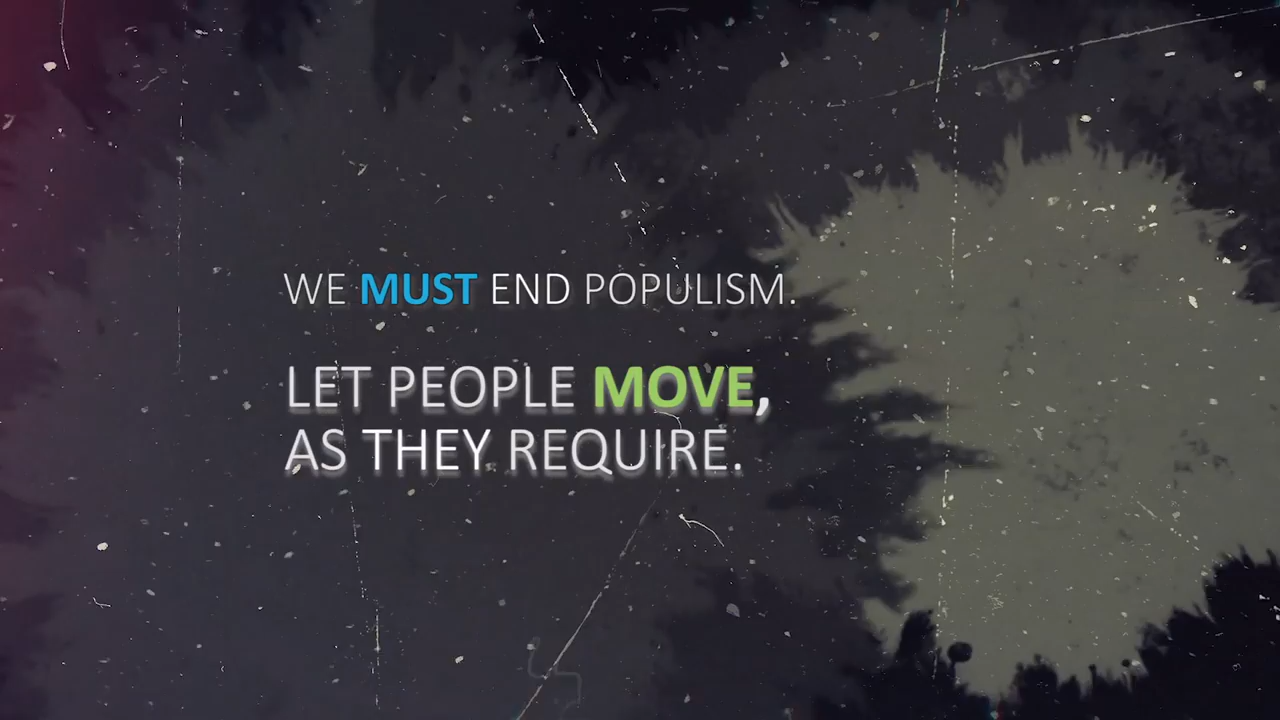 WE MUST END POPULISM.
LET PEOPLE MOVE,
AS THEY REQUIRE.